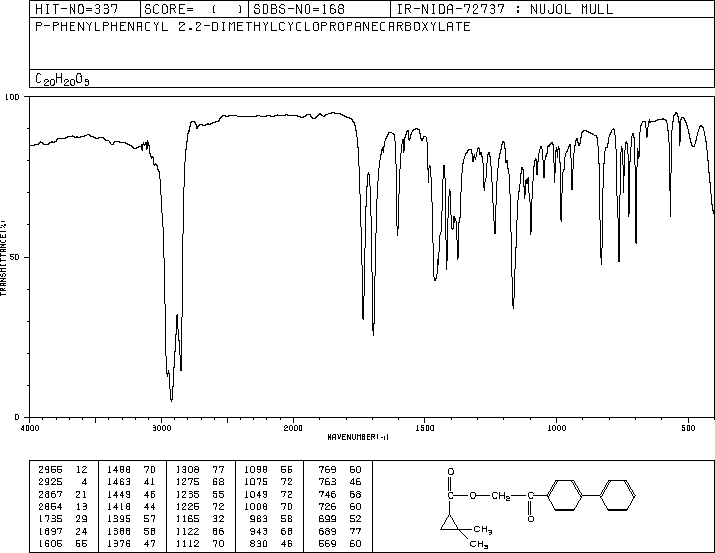 HIT-NO=337 SCORE= ( ) SDBS-NO=168 IR-NIDA-72737 : NUJOL MULL
P-PHENYLPHENACYL 2.2-DIMETHYLCYCLOPROPANECARBOXYLATE
C20H20O3
100
50
0
TRANSMITTANCE(%)
4000 3000 2000 1500 1000 500
WAVENUMBER(-1)
2955 12 1488 70 1308 77 1098 55 769 60
2925 4 1463 41 1275 68 1075 72 763 46
2867 21 1449 46 1235 55 1049 72 746 68
2854 13 1418 44 1225 72 1008 70 726 60
1735 29 1395 57 1165 32 983 58 699 52
1697 24 1388 58 1122 66 943 68 689 77
1605 55 1376 47 1112 70 830 46 569 60
O
C-O-CH2-C
O
CH3
CH3